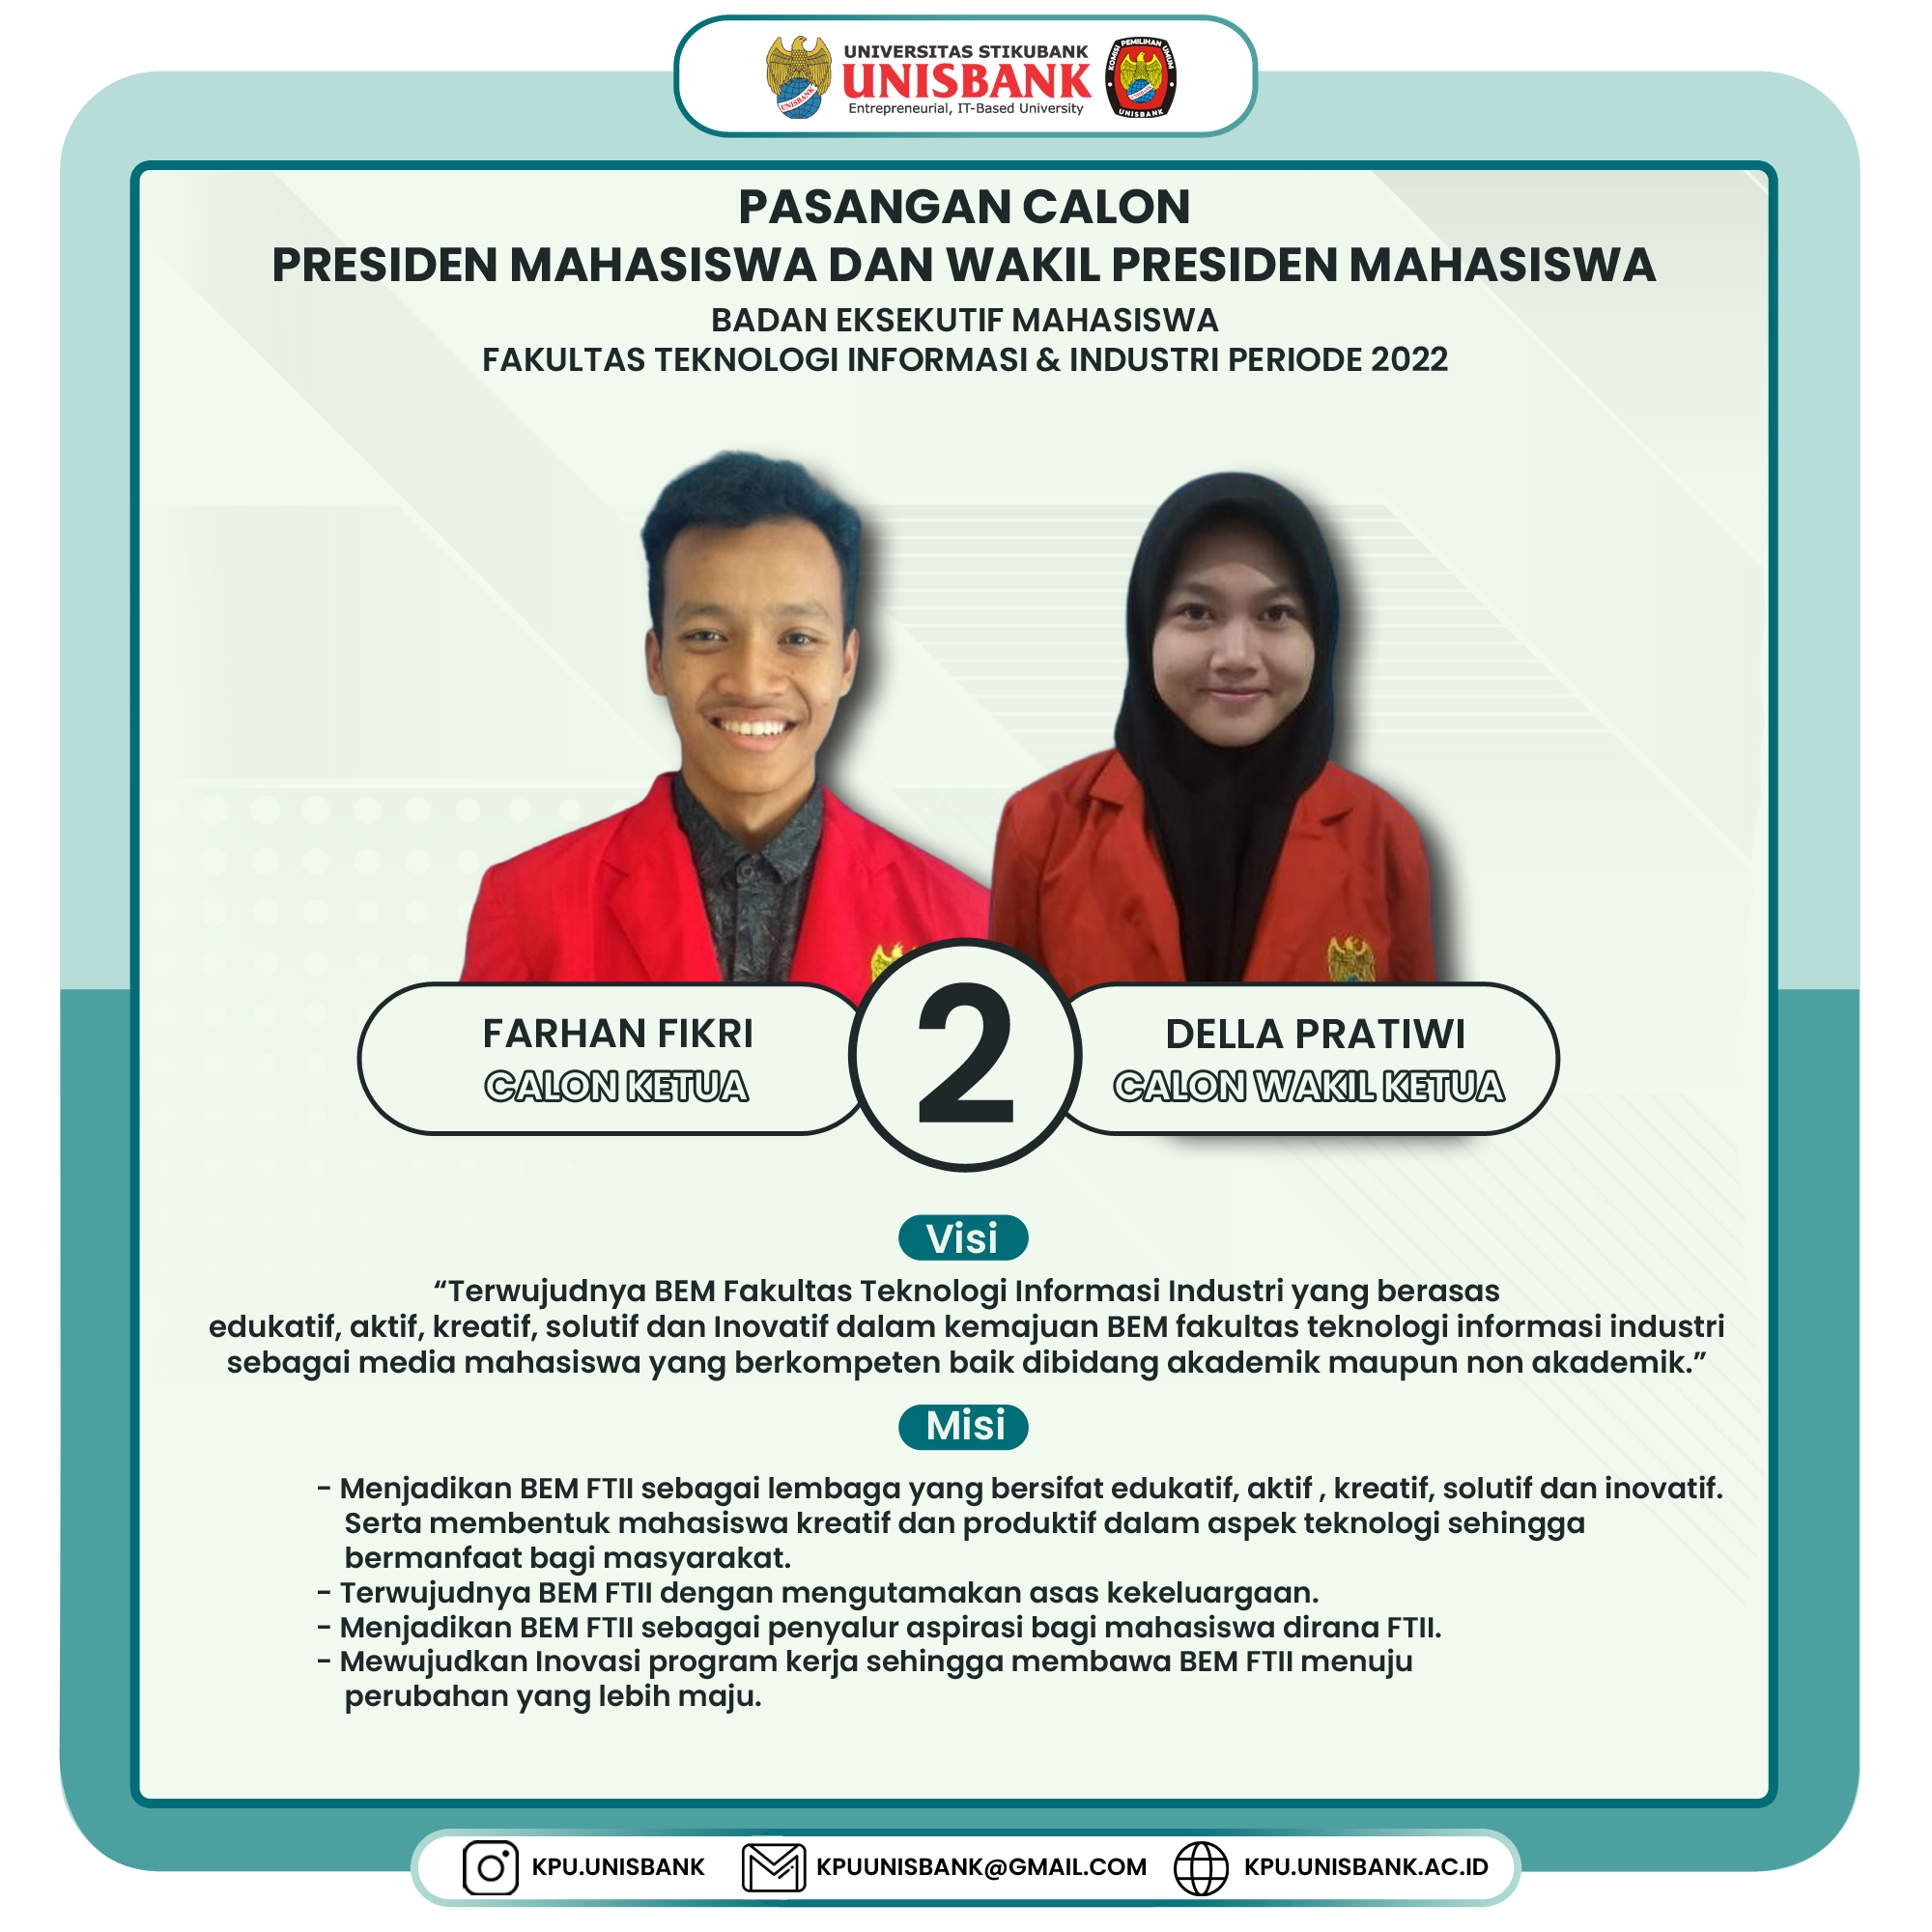 UNIVERSITAS STIKUBANK
UNISBANK
Entrepreneurial, IT-Based University
UNISBANK
KOMISI PEMILIHAN UMUM
UNISBANK
PASANGAN CALON
PRESIDEN MAHASISWA DAN WAKIL PRESIDEN MAHASISWA
BADAN EKSEKUTIF MAHASISWA
FAKULTAS TEKNOLOGI INFORMASI & INDUSTRI PERIODE 2022
FARHAN FIKRI
CALON KETUA
2
DELLA PRATIWI
CALON WAKIL KETUA
Visi
“Terwujudnya BEM Fakultas Teknologi Informasi Industri yang berasas
edukatif, aktif, kreatif, solutif dan Inovatif dalam kemajuan BEM fakultas teknologi informasi industri
sebagai media mahasiswa yang berkompeten baik dibidang akademik maupun non akademik.”
Misi
- Menjadikan BEM FTII sebagai lembaga yang bersifat edukatif, aktif , kreatif, solutif dan inovatif.
Serta membentuk mahasiswa kreatif dan produktif dalam aspek teknologi sehingga
bermanfaat bagi masyarakat.
- Terwujudnya BEM FTII dengan mengutamakan asas kekeluargaan.
- Menjadikan BEM FTII sebagai penyalur aspirasi bagi mahasiswa dirana FTII.
- Mewujudkan Inovasi program kerja sehingga membawa BEM FTII menuju
perubahan yang lebih maju.
KPU.UNISBANK
KPUUNISBANK@GMAIL.COM
KPU.UNISBANK.AC.ID